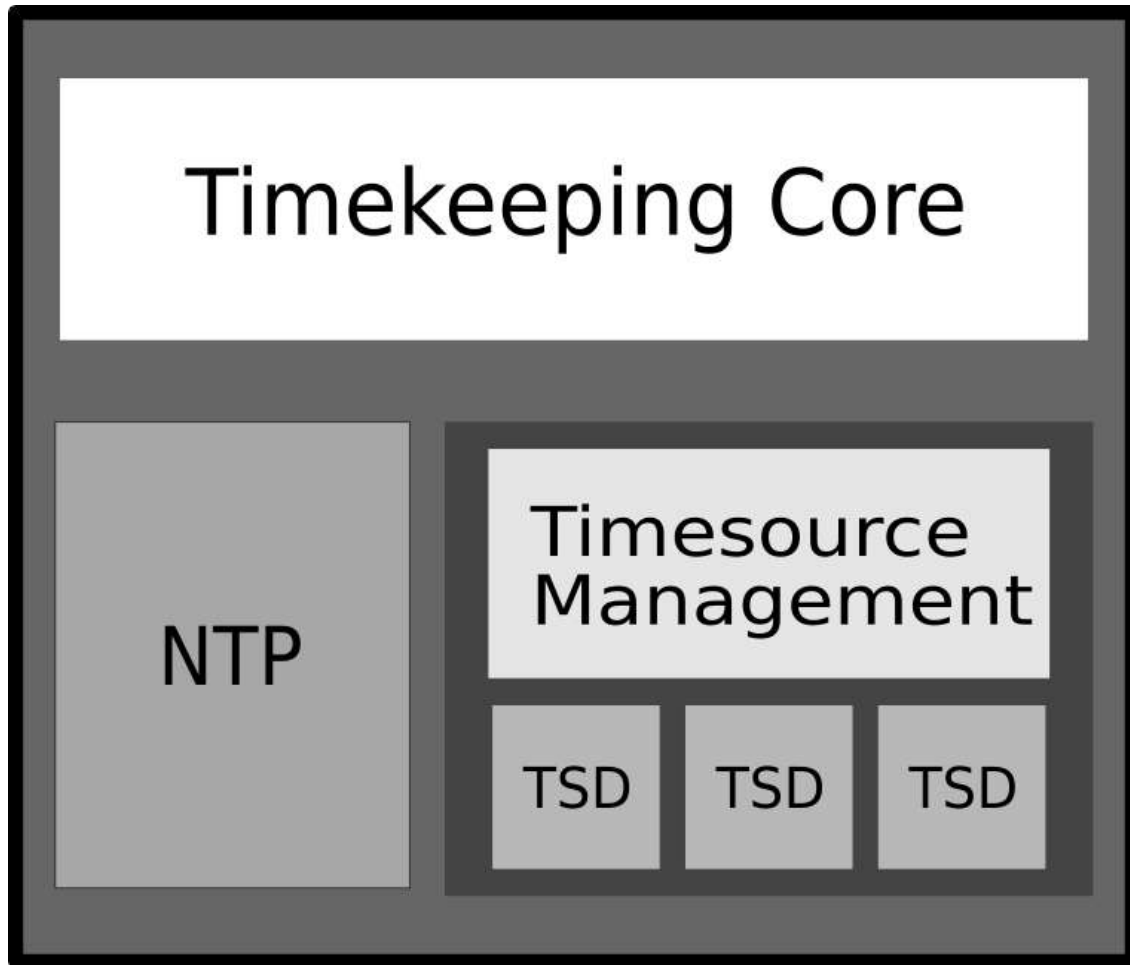 Timekeeping Core
NTP
Timesource
Management
TSD
TSD
TSD